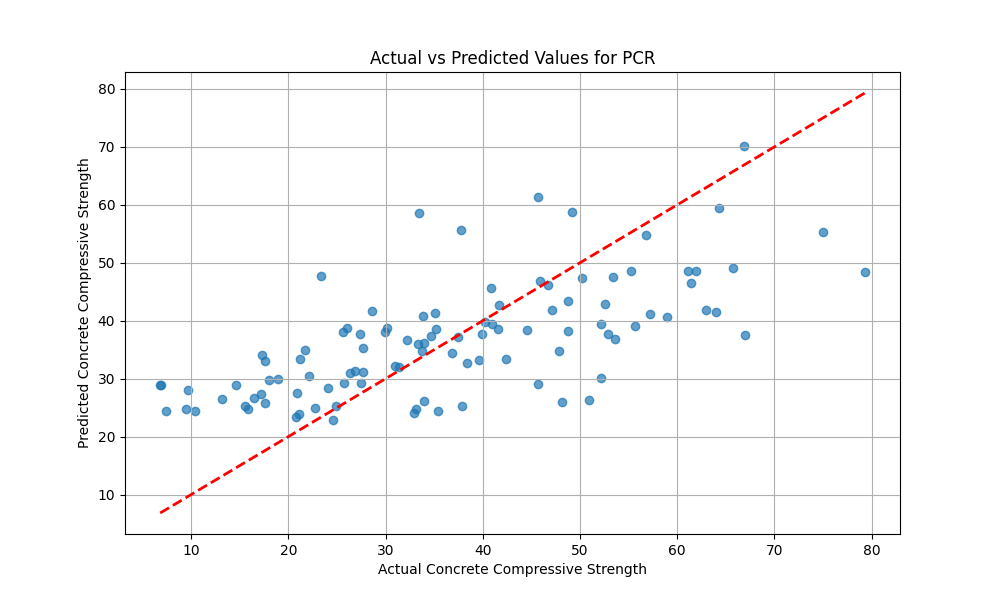 Actual vs Predicted Values for PCR
Predicted Concrete Compressive Strength
80
70
60
50
40
30
20
10
10 20 30 40 50 60 70 80
Actual Concrete Compressive Strength